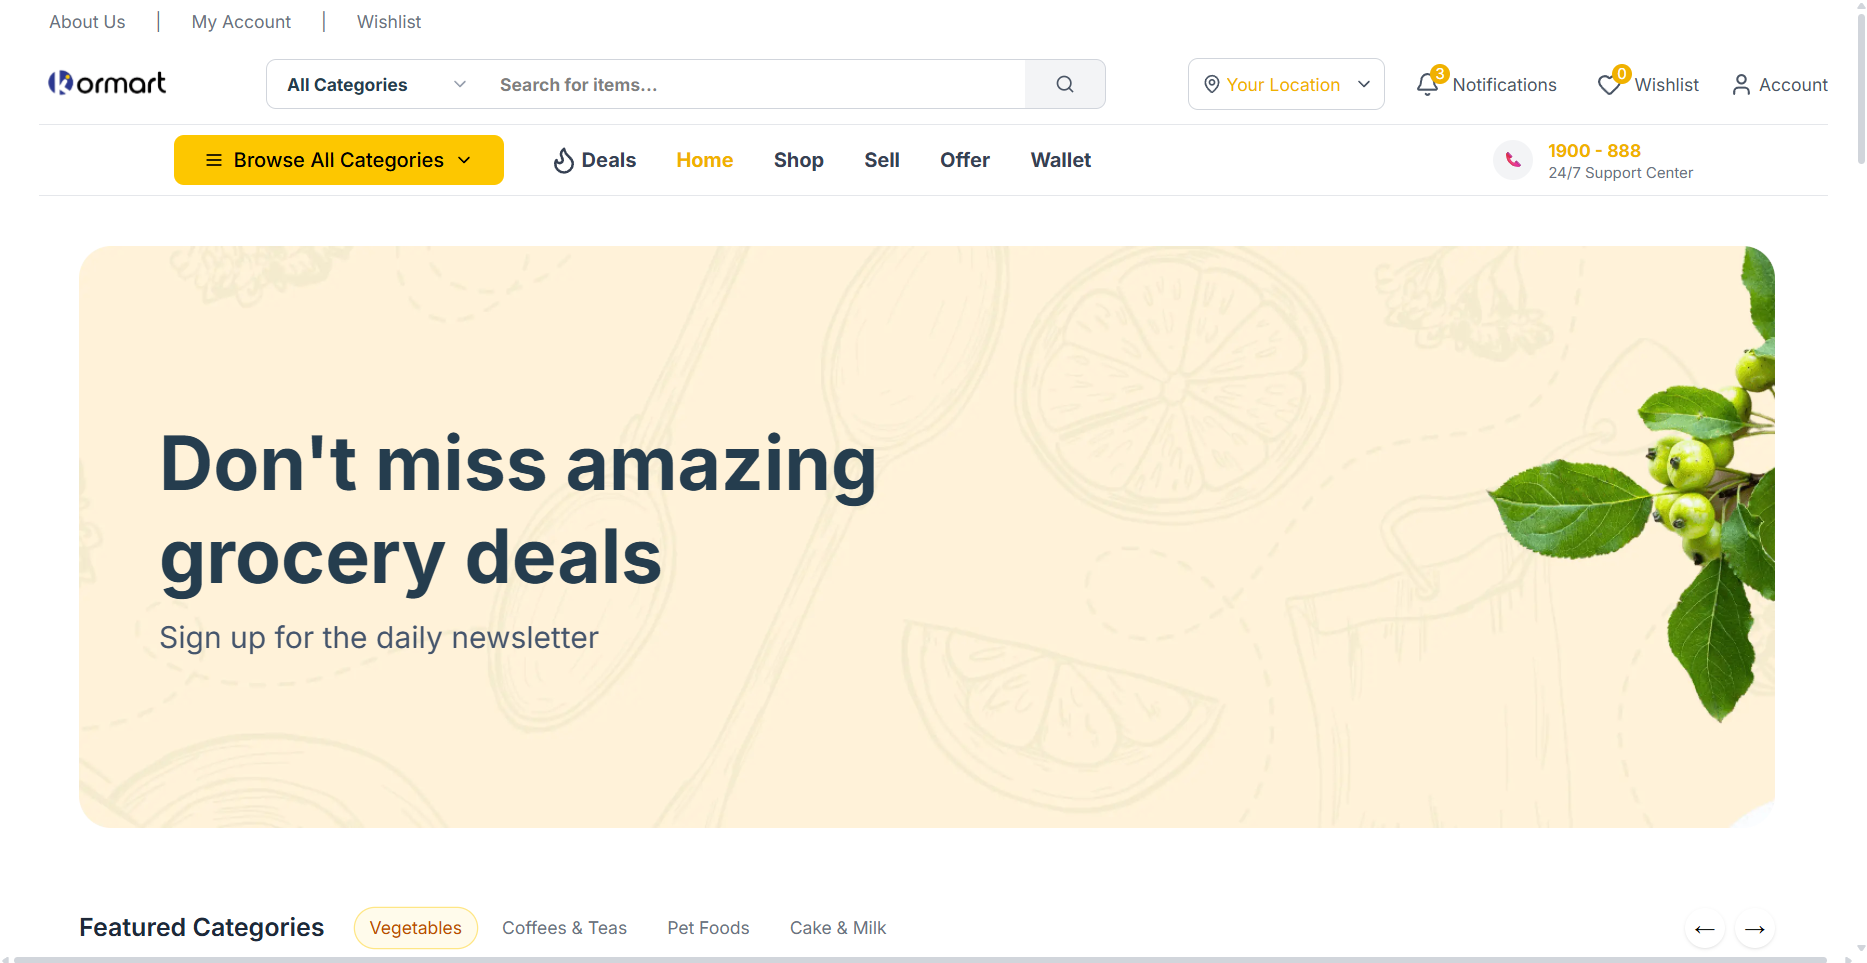 About Us | My Account | Wishlist
kormart
All Categories Search for items... Your Location 3 Notifications 0 Wishlist Account
Browse All Categories Deals Home Shop Sell Offer Wallet
1900 - 888
24/7 Support Center
Don't miss amazing
grocery deals
Sign up for the daily newsletter
Featured Categories Vegetables Coffees & Teas Pet Foods Cake & Milk